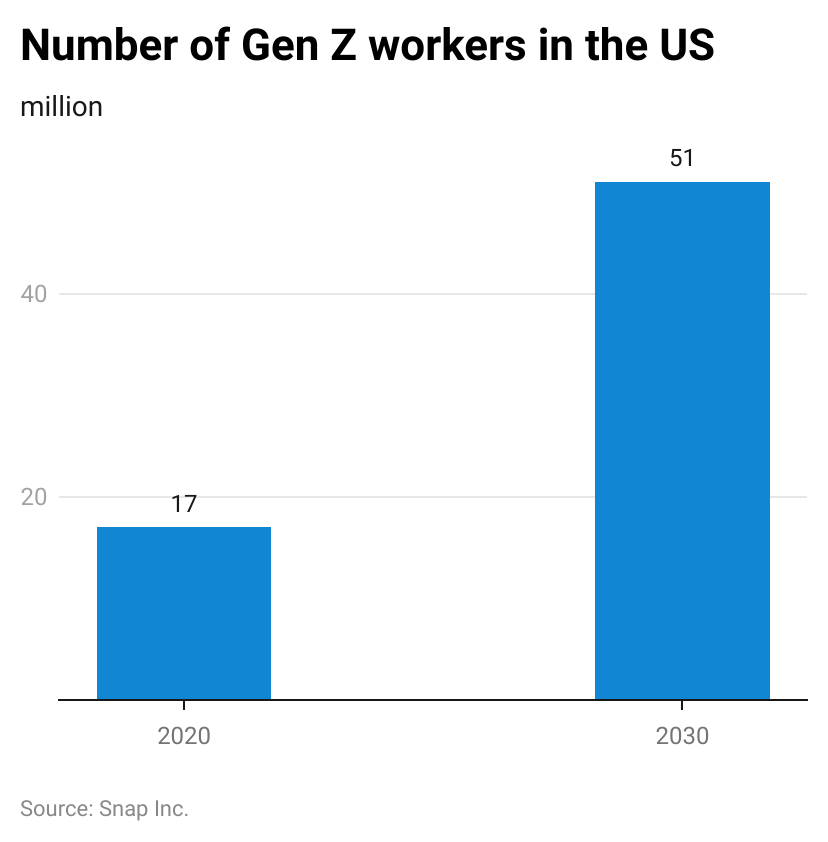 Number of Gen Z workers in the US
million
51
40
20
17
2020 2030
Source: Snap Inc.